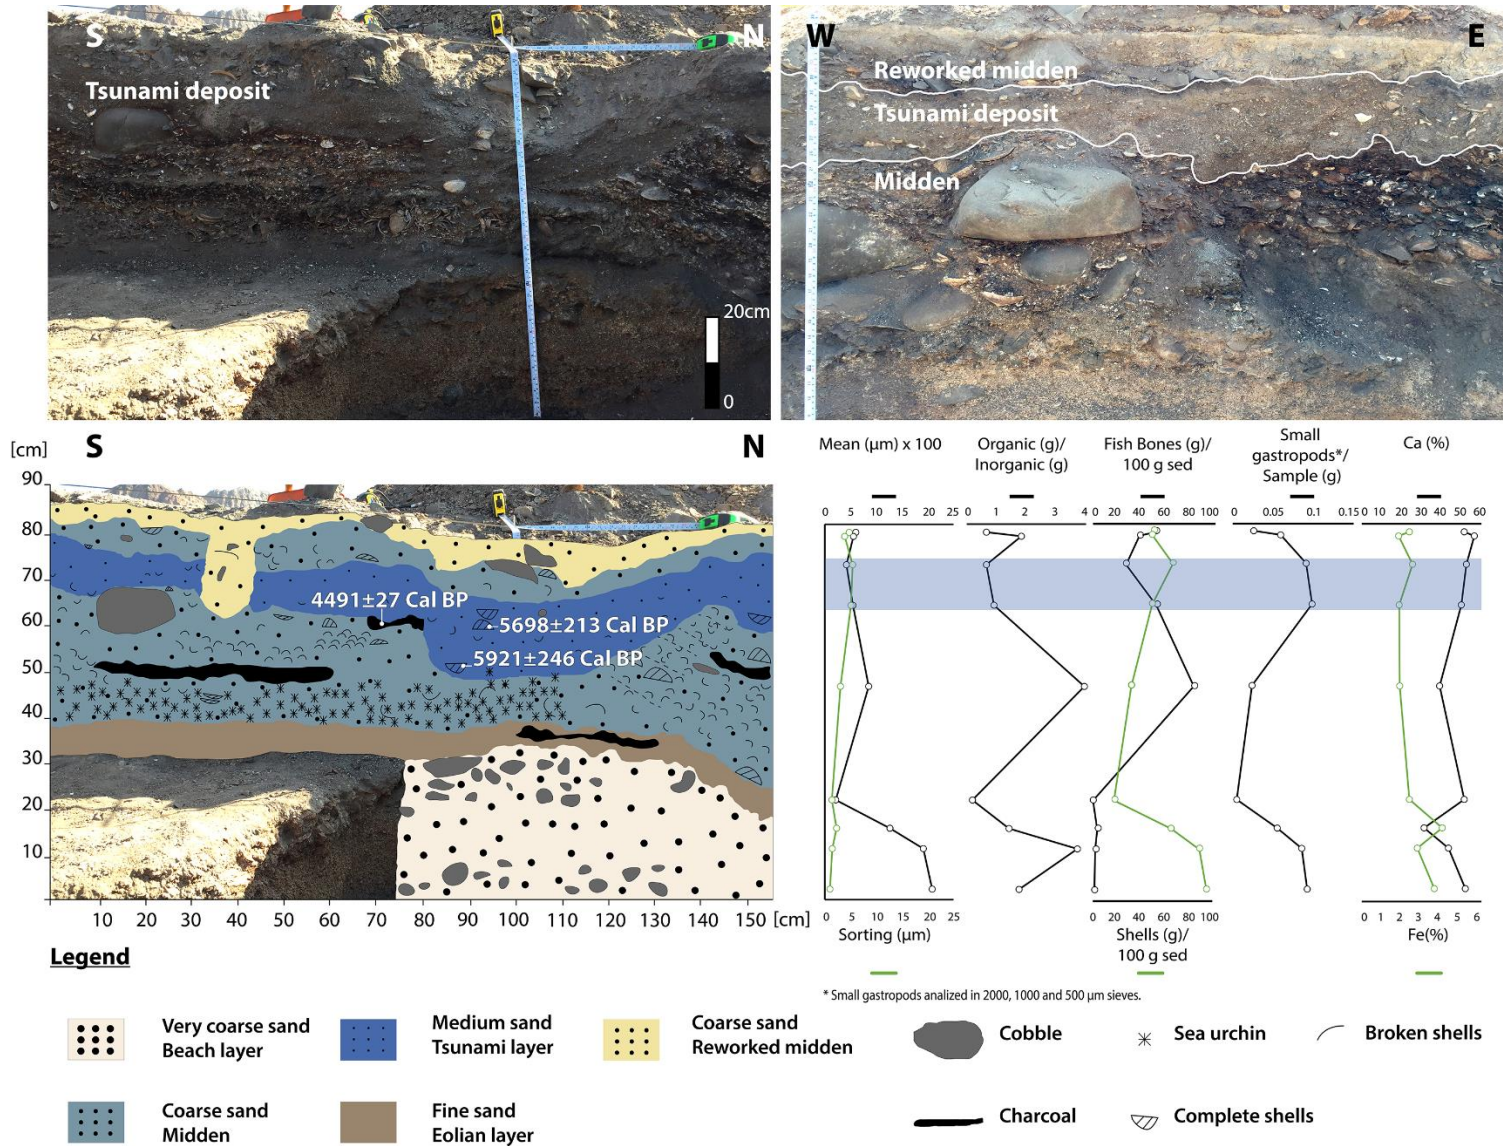 S
N
Tsunami deposit
20cm
0
W
E
Reworked midden
Tsunami deposit
Midden
[cm]
S
N
90
80
70
60
50
40
30
20
10
4491±27 Cal BP
5698±213 Cal BP
5921±246 Cal BP
10 20 30 40 50 60 70 80 90 100 110 120 130 140 150 [cm]
Mean (µm) x 100
0 5 10 15 20 25
0 5 10 15 20 25
Sorting (µm)
Organic (g)/
Inorganic (g)
0 1 2 3 4
Fish Bones (g)/
100 g sed
0 20 40 60 80 100
0 20 40 60 80 100
Shells (g)/
100 g sed
Small
gastropods*/
Sample (g)
0 0.05 0.1 0.15
Ca (%)
0 10 20 30 40 50 60
0 1 2 3 4 5 6
Fe(%)
* Small gastropods analized in 2000, 1000 and 500 µm sieves.
Legend
Very coarse sand
Beach layer
Medium sand
Tsunami layer
Coarse sand
Reworked midden
Cobble
Sea urchin
Broken shells
Coarse sand
Midden
Fine sand
Eolian layer
Charcoal
Complete shells